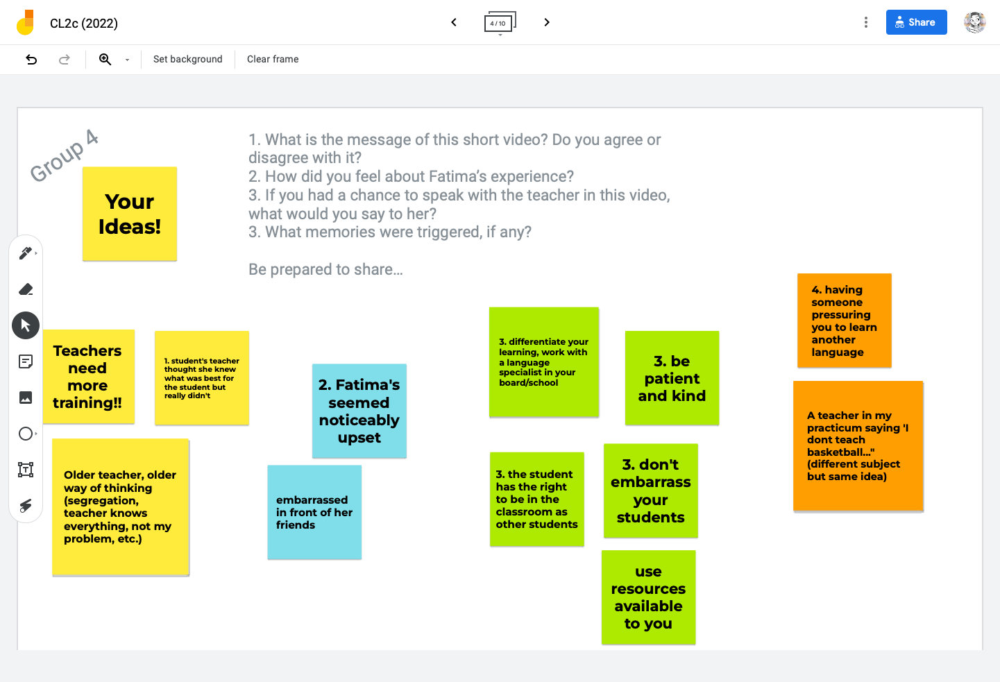 CL2c (2022)
4 / 10
Share
Set background
Clear frame
Group 4
Your
Ideas!
1. What is the message of this short video? Do you agree or
disagree with it?
2. How did you feel about Fatima’s experience?
3. If you had a chance to speak with the teacher in this video,
what would you say to her?
3. What memories were triggered, if any?
Be prepared to share...
Teachers
need
more
training!!
1. student's teacher
thought she knew
what was best for
the student but
really didn't
Older teacher, older
way of thinking
(segregation,
teacher knows
everything, not my
problem, etc.)
2. Fatima's
seemed
noticeably
upset
embarrassed
in front of her
friends
3. differentiate your
learning, work with
a language
specialist in your
board/school
3. be
patient
and kind
3. the student
has the right
to be in the
classroom as
other students
3. don't
embarrass
your
students
use
resources
available
to you
4. having
someone
pressuring
you to learn
another
language
A teacher in my
practicum saying 'I
dont teach
basketball..."
(different subject
but same idea)